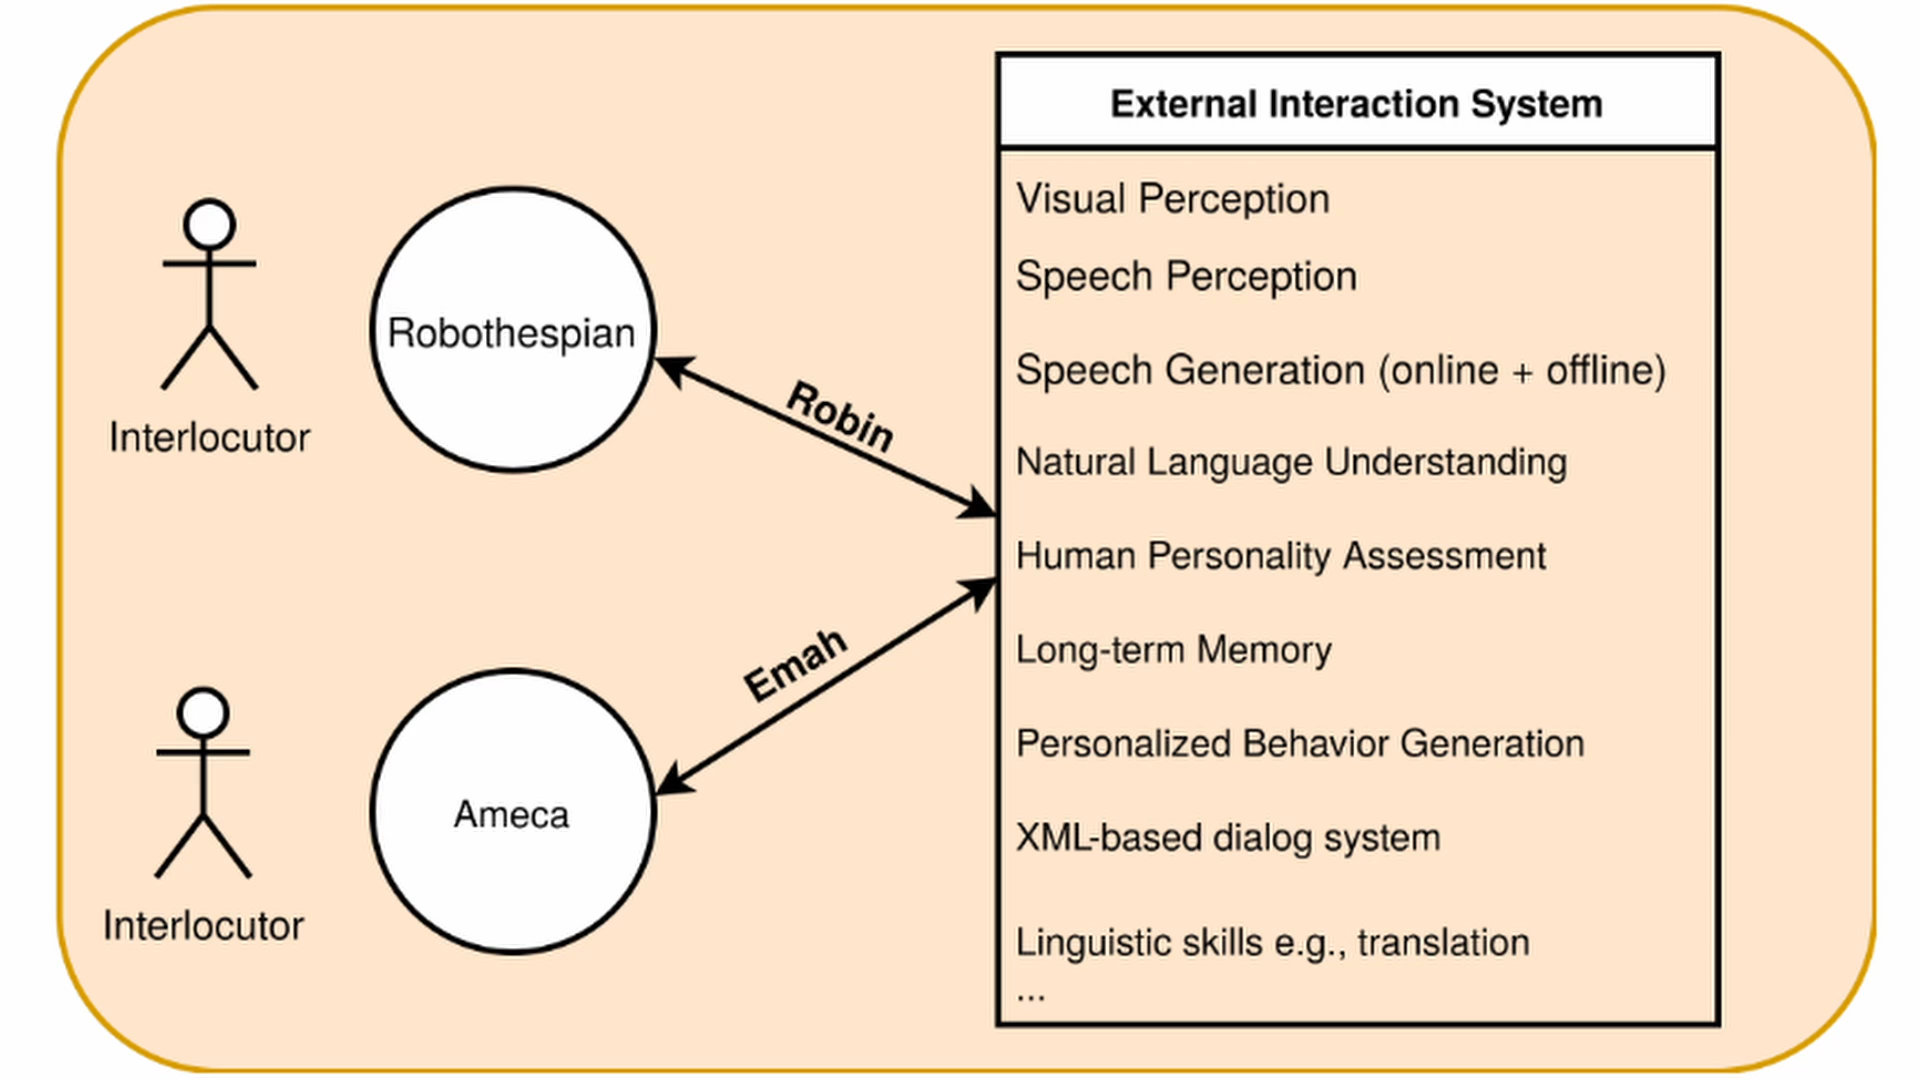 External Interaction System
Visual Perception
Speech Perception
Speech Generation (online + offline)
Natural Language Understanding
Human Personality Assessment
Long-term Memory
Personalized Behavior Generation
XML-based dialog system
Linguistic skills e.g., translation
...
Robothespian
Robin
Interlocutor
Emah
Ameca
Interlocutor